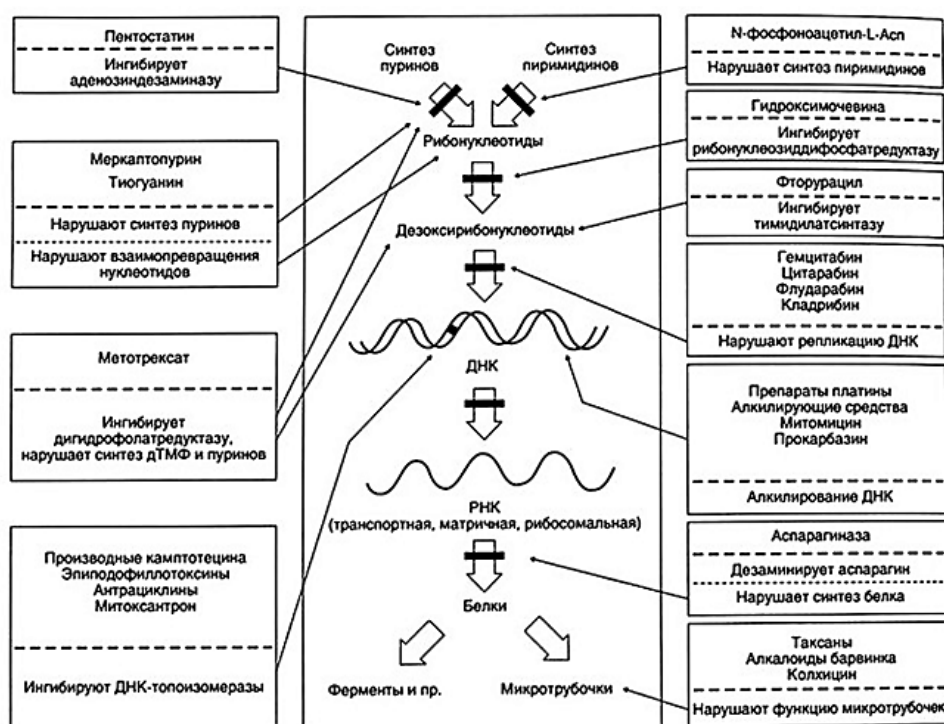 Пентостатин
Ингибирует
аденозиндезаминазу
Меркаптопурин
Тиогуанин
Нарушают синтез пуринов
Нарушают взаимопревращения
нуклеотидов
Метотрексат
Ингибирует
дигидрофолатредуктазу,
нарушает синтез дТМФ и пуринов
Производные камптотецина
Эпиподофиллотоксины
Антрациклины
Митоксантрон
Ингибируют ДНК-топоизомеразы
Синтез
пуринов
Синтез
пиримидинов
Рибонуклеотиды
Дезоксирибонуклеотиды
ДНК
РНК
(транспортная, матричная, рибосомальная)
Белки
Ферменты и пр.
Микротрубочки
N-фосфоноацетил-L-Асп
Нарушает синтез пиримидинов
Гидроксимочевина
Ингибирует
рибонуклеозиддифосфатредуктазу
Фторурацил
Ингибирует
тимидилатсинтазу
Гемцитабин
Цитарабин
Флударабин
Кладрибин
Нарушают репликацию ДНК
Препараты платины
Алкилирующие средства
Митомицин
Прокарбазин
Алкилирование ДНК
Аспарагиназа
Дезаминирует аспарагин
Нарушает синтез белка
Таксаны
Алкалоиды барвинка
Колхицин
Нарушают функцию микротрубочек